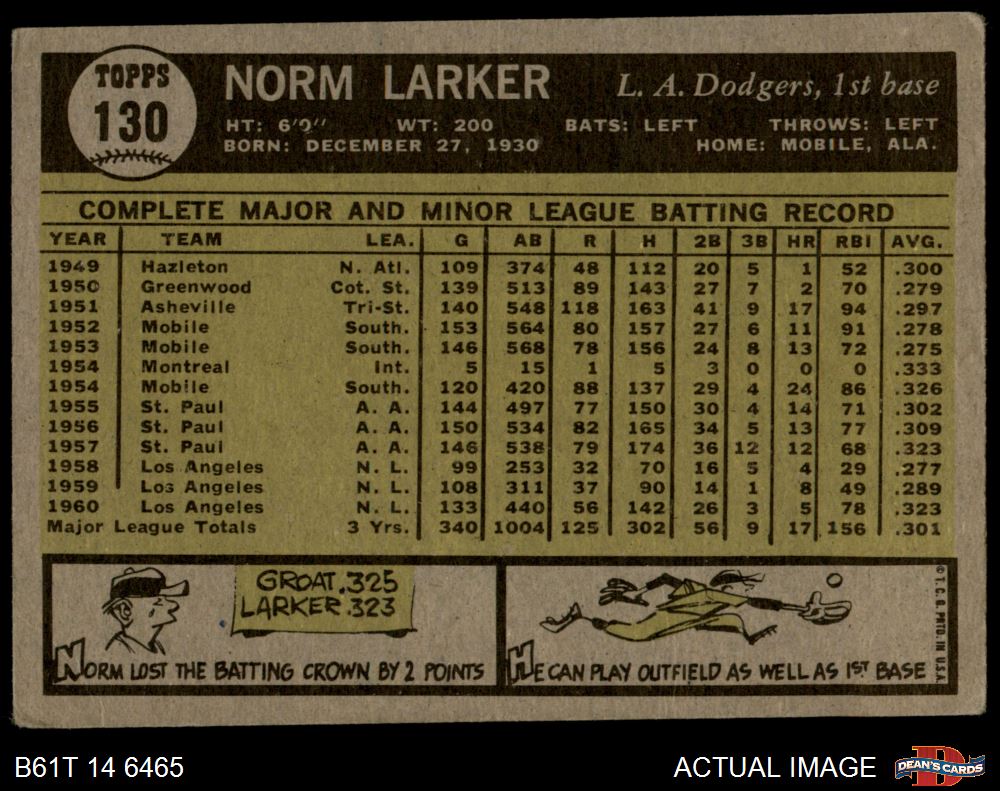 TOPPS
130
NORM LARKER
L. A. Dodgers, 1st base
HT: 6'0" WT: 200 BATS: LEFT THROWS: LEFT
BORN: DECEMBER 27, 1930 HOME: MOBILE, ALA.
COMPLETE MAJOR AND MINOR LEAGUE BATTING RECORD
YEAR TEAM LEA. G AB R H 2B 3B HR RBI AVG.
1949 Hazleton N. Atl. 109 374 48 112 20 5 1 52 .300
1950 Greenwood Cot. St. 139 513 89 143 27 7 2 70 .279
1951 Asheville Tri-St. 140 548 118 163 41 9 17 94 .297
1952 Mobile South. 153 564 80 157 27 6 11 91 .278
1953 Mobile South. 146 568 78 156 24 8 13 72 .275
1954 Montreal Int. 5 15 1 5 3 0 0 0 .333
1954 Mobile South. 120 420 88 137 29 4 24 86 .326
1955 St. Paul A. A. 144 497 77 150 30 4 14 71 .302
1956 St. Paul A. A. 150 534 82 165 34 5 13 77 .309
1957 St. Paul A. A. 146 538 79 174 36 12 12 68 .323
1958 Los Angeles N. L. 99 253 32 70 16 5 4 29 .277
1959 Los Angeles N. L. 108 311 37 90 14 1 8 49 .289
1960 Los Angeles N. L. 133 440 56 142 26 3 5 78 .323
Major League Totals 3 Yrs. 340 1004 125 302 56 9 17 156 .301
GROAT .325
LARKER .323
NORM LOST THE BATTING CROWN BY 2 POINTS
HE CAN PLAY OUTFIELD AS WELL AS 1ST BASE
© T. C. G. PRTD. IN U.S.A.
B61T 14 6465
ACTUAL IMAGE
DEAN'S CARDS